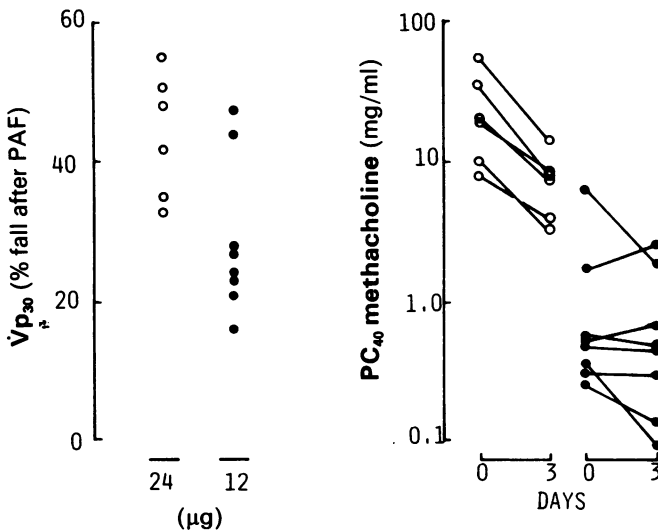 60
40
20
0
V̇p₃₀ (% fall after PAF)
24 12
(µg)
100
10
1.0
0.1
PC₄₀ methacholine (mg/ml)
0 3 0 3
DAYS